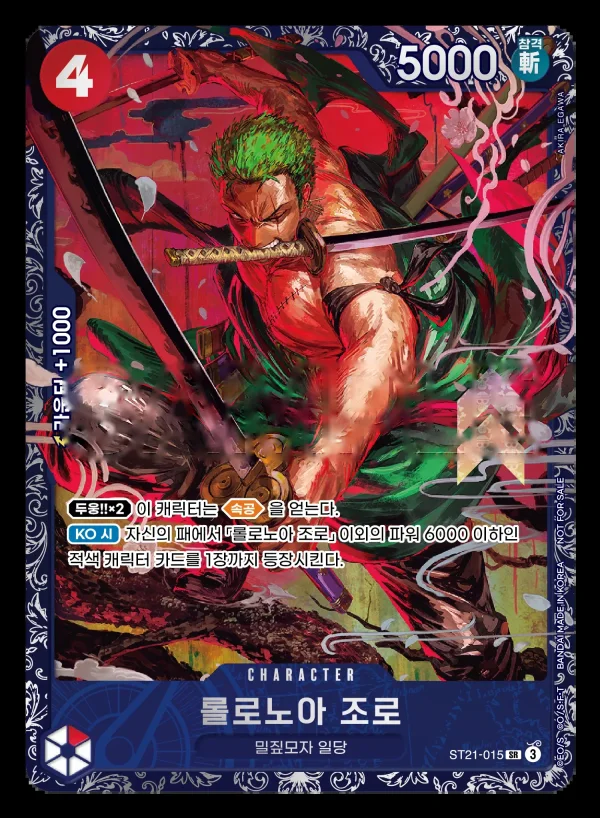 4
5000
참격
斬
AKIRA EGAWA
카운터 +1000
두웅!!×2 이 캐릭터는 속공 을 얻는다.
KO 시 자신의 패에서 「롤로노아 조로」 이외의 파워 6000 이하인
적색 캐릭터 카드를 1장까지 등장시킨다.
CHARACTER
롤로노아 조로
밀짚모자 일당
ST21-015 SR 3
©E.O/S. ©O./S.,F.,T BANDAI MADE IN KOREA NOT FOR SALE